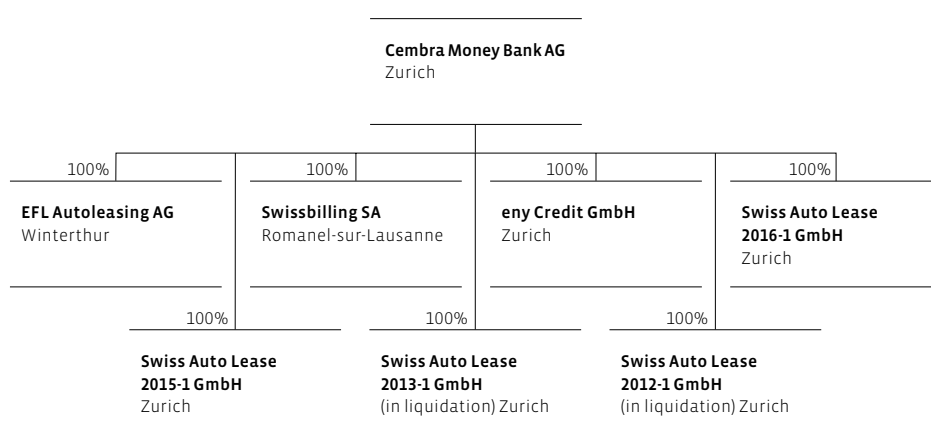 Cembra Money Bank AG
Zurich
100%
100%
100%
100%
EFL Autoleasing AG
Winterthur
Swissbilling SA
Romanel-sur-Lausanne
eny Credit GmbH
Zurich
Swiss Auto Lease
2016-1 GmbH
Zurich
100%
100%
100%
Swiss Auto Lease
2015-1 GmbH
Zurich
Swiss Auto Lease
2013-1 GmbH
(in liquidation) Zurich
Swiss Auto Lease
2012-1 GmbH
(in liquidation) Zurich